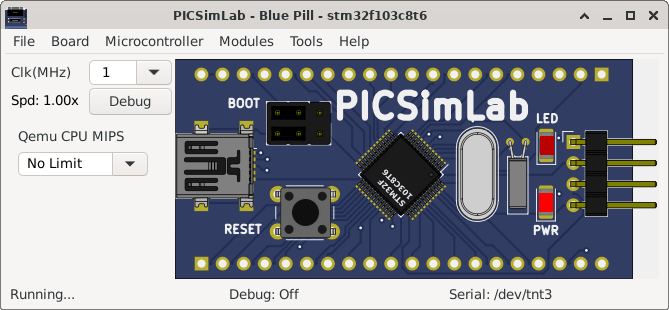 PICSimLab - Blue Pill - stm32f103c8t6
File Board Microcontroller Modules Tools Help
Clk(MHz) 1
Spd: 1.00x Debug
Qemu CPU MIPS
No Limit
BOOT
PICSimLab
LED
STM32F
103C8T6
RESET
PWR
Running... Debug: Off Serial: /dev/tnt3